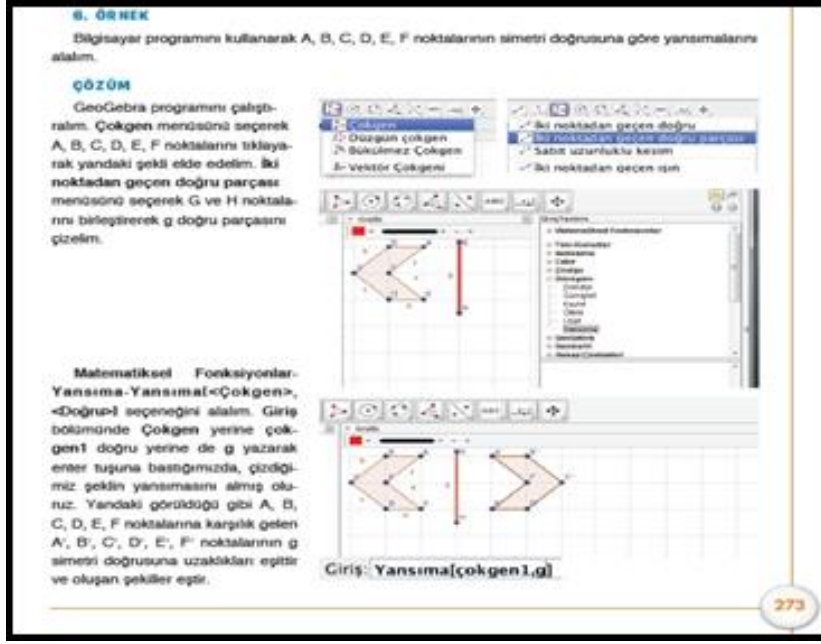 6. ÖRNEK
Bilgisayar programını kullanarak A, B, C, D, E, F noktalarının simetri doğrusuna göre yansımalarını
alalım.
ÇÖZÜM
GeoGebra programını çalıştı-
ralım. Çokgen menüsünü seçerek
A, B, C, D, E, F noktalarını tıklaya-
rak yandaki şekli elde edelim. İki
noktadan geçen doğru parçası
menüsünü seçerek G ve H noktala-
rını birleştirerek g doğru parçasını
çizelim.
Çokgen
Düzgün çokgen
Bükülmez Çokgen
Vektör Çokgeni
İki noktadan geçen doğru
İki noktadan geçen doğru parçası
Sabit uzunluklu kesim
İki noktadan geçen ışın
Matematiksel Fonksiyonlar
Matematiksel Fonksiyonlar-
Yansıma-Yansıma[<Çokgen>,
<Doğru>] seçeneğini alalım. Giriş
bölümünde Çokgen yerine çok-
gen1 doğru yerine de g yazarak
enter tuşuna bastığımızda, çizdiği-
miz şeklin yansımasını almış olu-
ruz. Yandaki görüldüğü gibi A, B,
C, D, E, F noktalarına karşılık gelen
A', B', C', D', E', F' noktalarının g
simetri doğrusuna uzaklıkları eşittir
ve oluşan şekiller eştir.
Giriş: Yansıma[çokgen1,g]
273